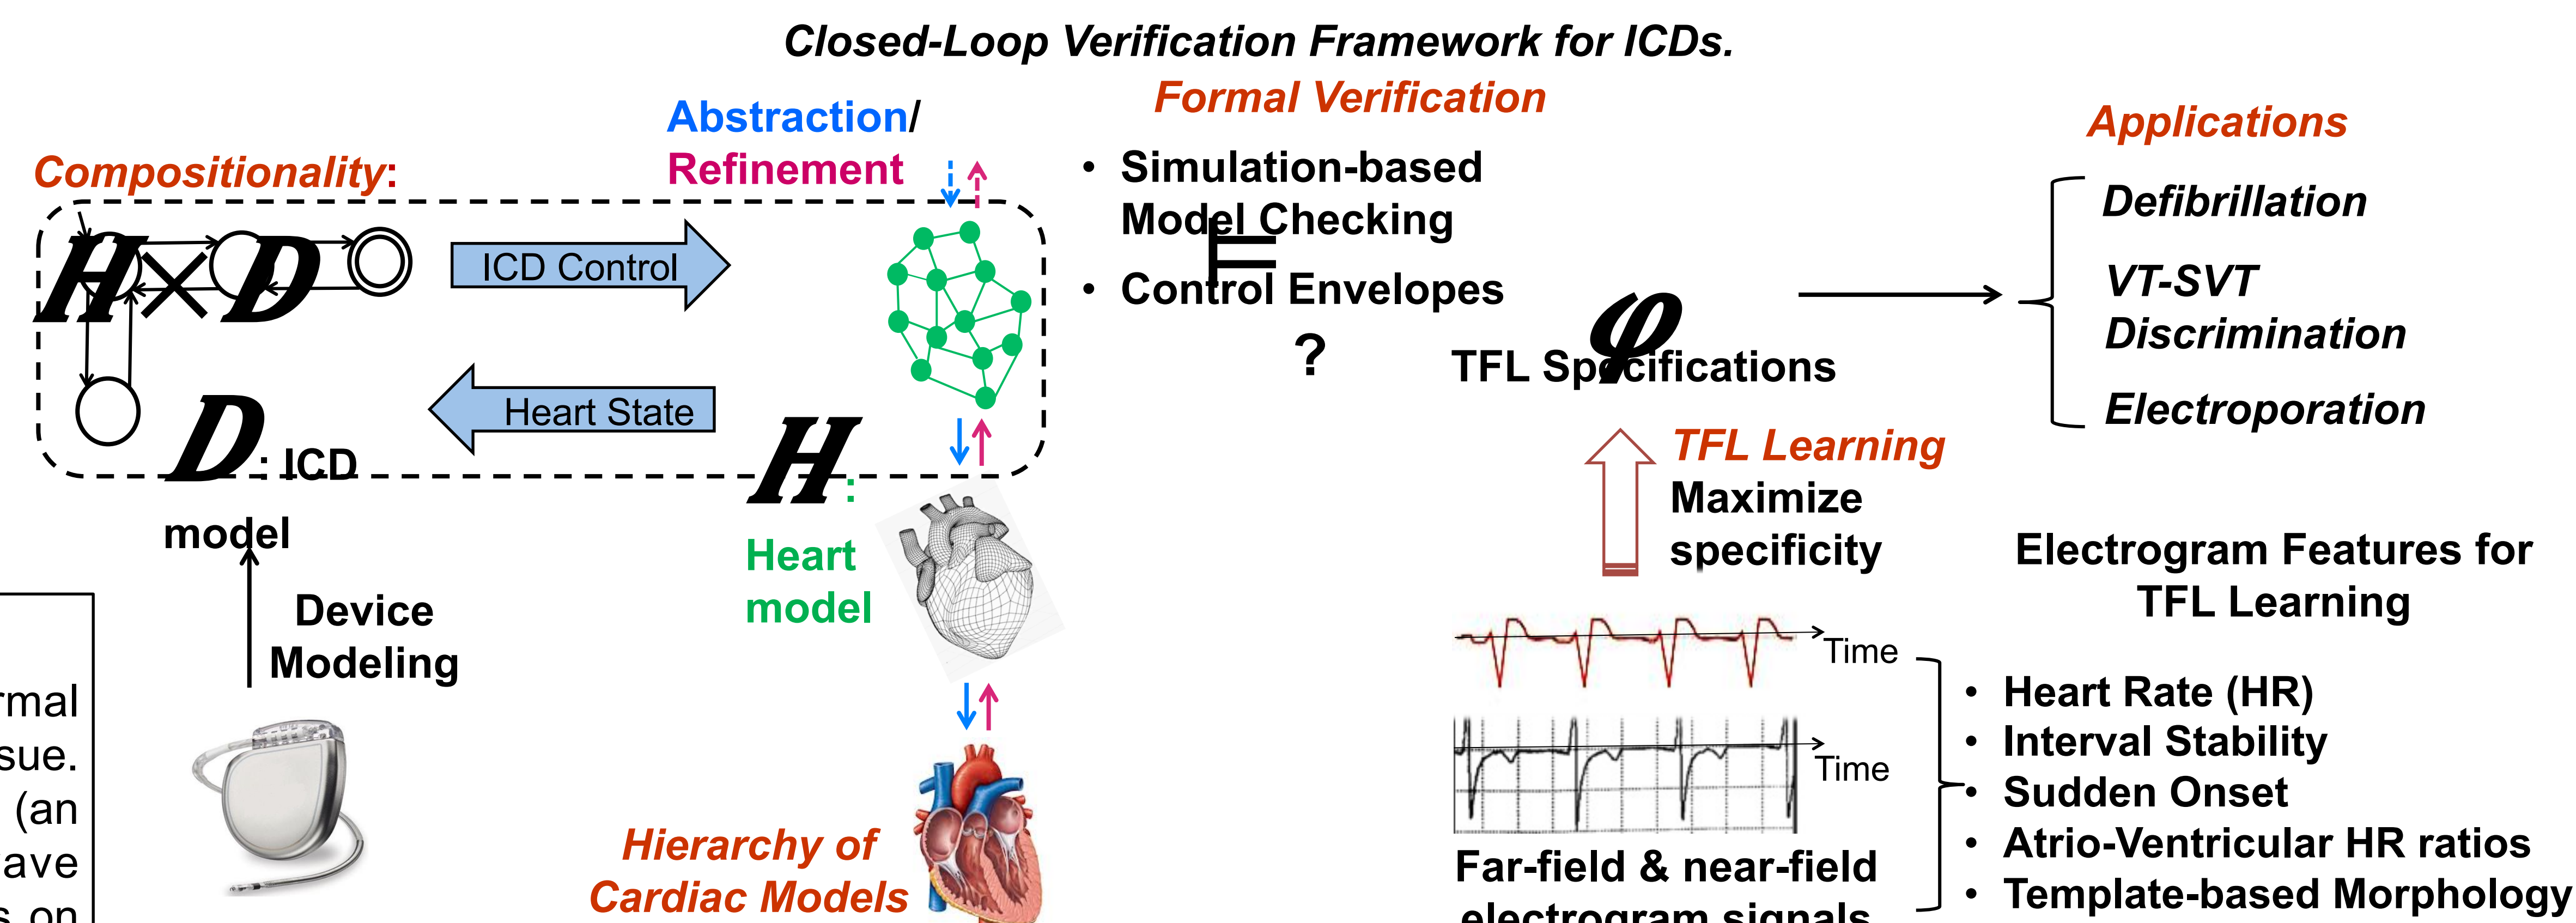 Closed-Loop Verification Framework for ICDs.
Compositionality:
Abstraction/
Refinement
H × D
ICD Control
Heart State
D : ICD
model
H :
Heart
model
Device
Modeling
Hierarchy of
Cardiac Models
Formal Verification
• Simulation-based
Model Checking
• Control Envelopes
⊨
?
φ
TFL Specifications
TFL Learning
Maximize
specificity
Time
Time
Far-field & near-field
electrogram signals
Applications
Defibrillation
VT-SVT
Discrimination
Electroporation
Electrogram Features for
TFL Learning
• Heart Rate (HR)
• Interval Stability
• Sudden Onset
• Atrio-Ventricular HR ratios
• Template-based Morphology
rmal
sue.
(an
ave
s on